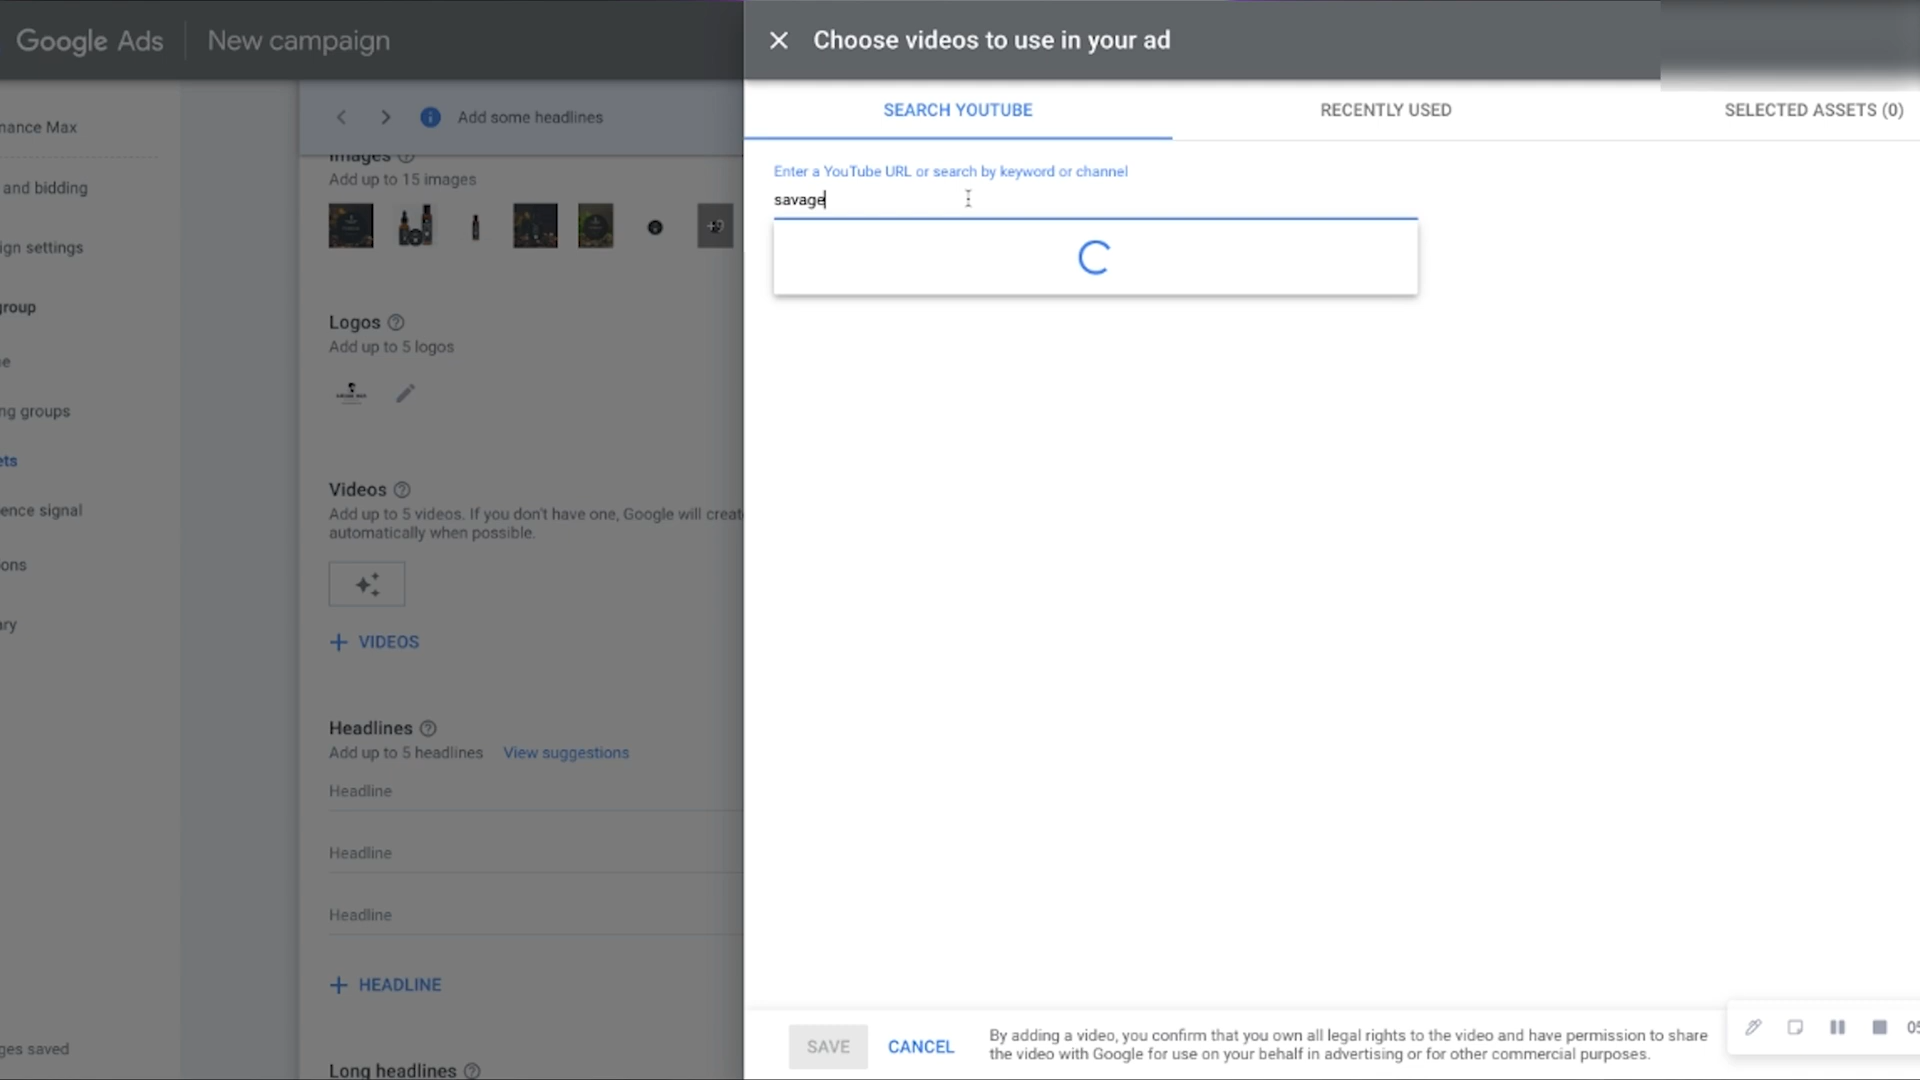 Google Ads
New campaign
Choose videos to use in your ad
nance Max
and bidding
ign settings
group
e
ng groups
ets
ence signal
ons
ary
ges saved
Add some headlines
Images
Add up to 15 images
+9
Logos
Add up to 5 logos
Videos
Add up to 5 videos. If you don't have one, Google will creat
automatically when possible.
VIDEOS
Headlines
Add up to 5 headlines View suggestions
Headline
Headline
Headline
HEADLINE
Long headlines
SEARCH YOUTUBE
RECENTLY USED
SELECTED ASSETS (0)
Enter a YouTube URL or search by keyword or channel
savage
SAVE
CANCEL
By adding a video, you confirm that you own all legal rights to the video and have permission to share
the video with Google for use on your behalf in advertising or for other commercial purposes.
05